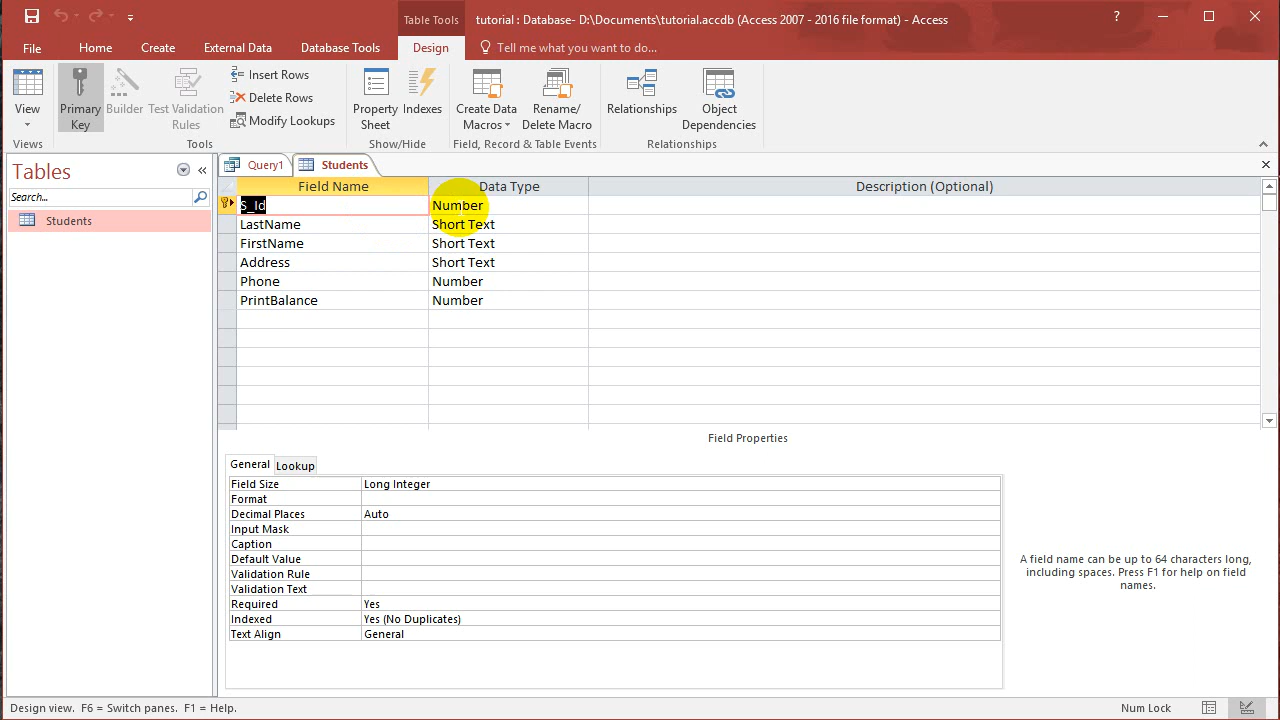 Table Tools
tutorial : Database- D:\Documents\tutorial.accdb (Access 2007 - 2016 file format) - Access
?
File
Home
Create
External Data
Database Tools
Design
Tell me what you want to do...
View
Primary Key
Builder
Test Validation Rules
Insert Rows
Delete Rows
Modify Lookups
Property Sheet
Indexes
Create Data Macros
Rename/ Delete Macro
Relationships
Object Dependencies
Views
Tools
Show/Hide
Field, Record & Table Events
Relationships
Tables
Search...
Students
Query1
Students
Field Name
Data Type
Description (Optional)
S_Id
Number
LastName
Short Text
FirstName
Short Text
Address
Short Text
Phone
Number
PrintBalance
Number
Field Properties
General
Lookup
Field Size
Long Integer
Format
Decimal Places
Auto
Input Mask
Caption
Default Value
Validation Rule
Validation Text
Required
Yes
Indexed
Yes (No Duplicates)
Text Align
General
A field name can be up to 64 characters long,
including spaces. Press F1 for help on field
names.
Design view.  F6 = Switch panes.  F1 = Help.
Num Lock